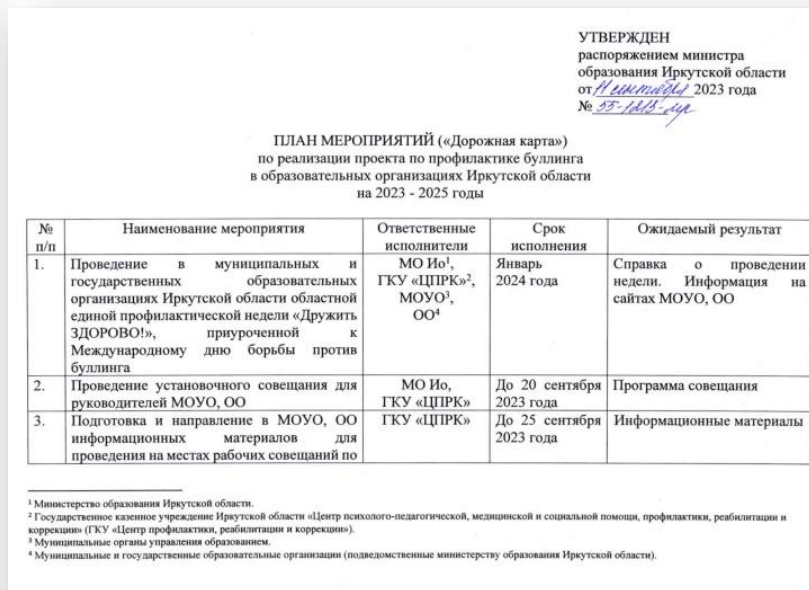 УТВЕРЖДЕН
распоряжением министра
образования Иркутской области
от 11 сентября 2023 года
№ 55-1213-мр
ПЛАН МЕРОПРИЯТИЙ («Дорожная карта»)
по реализации проекта по профилактике буллинга
в образовательных организациях Иркутской области
на 2023 - 2025 годы
№ п/п
Наименование мероприятия
Ответственные исполнители
Срок исполнения
Ожидаемый результат
1.
Проведение в муниципальных и
государственных образовательных
организациях Иркутской области областной
единой профилактической недели «Дружить
ЗДОРОВО!», приуроченной к
Международному дню борьбы против
буллинга
МО Ио¹,
ГКУ «ЦПРК»²,
МОУО³,
ОО⁴
Январь
2024 года
Справка о проведении
недели. Информация на
сайтах МОУО, ОО
2.
Проведение установочного совещания для
руководителей МОУО, ОО
МО Ио,
ГКУ «ЦПРК»
До 20 сентября
2023 года
Программа совещания
3.
Подготовка и направление в МОУО, ОО
информационных материалов для
проведения на местах рабочих совещаний по
ГКУ «ЦПРК»
До 25 сентября
2023 года
Информационные материалы
¹ Министерство образования Иркутской области.
² Государственное казенное учреждение Иркутской области «Центр психолого-педагогической, медицинской и социальной помощи, профилактики, реабилитации и
коррекции» (ГКУ «Центр профилактики, реабилитации и коррекции»).
³ Муниципальные органы управления образованием.
⁴ Муниципальные и государственные образовательные организации (подведомственные министерству образования Иркутской области).